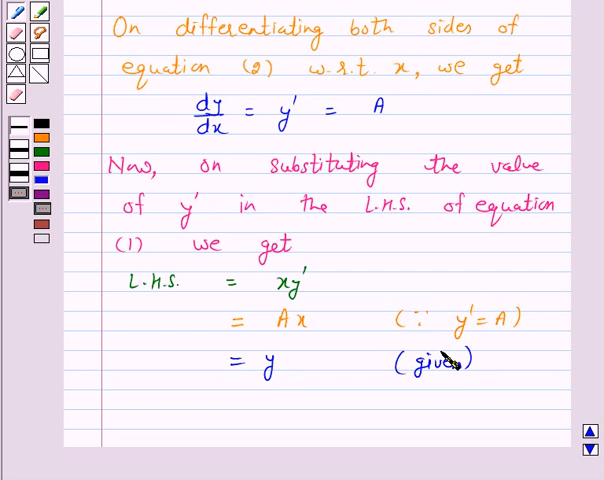 On differentiating both sides of
equation (2) w.r.t. x, we get
dy/dx = y' = A
Now, on substituting the value
of y' in the L.H.S. of equation
(1) we get
L.H.S. = xy'
= Ax (∵ y' = A)
= y (given)